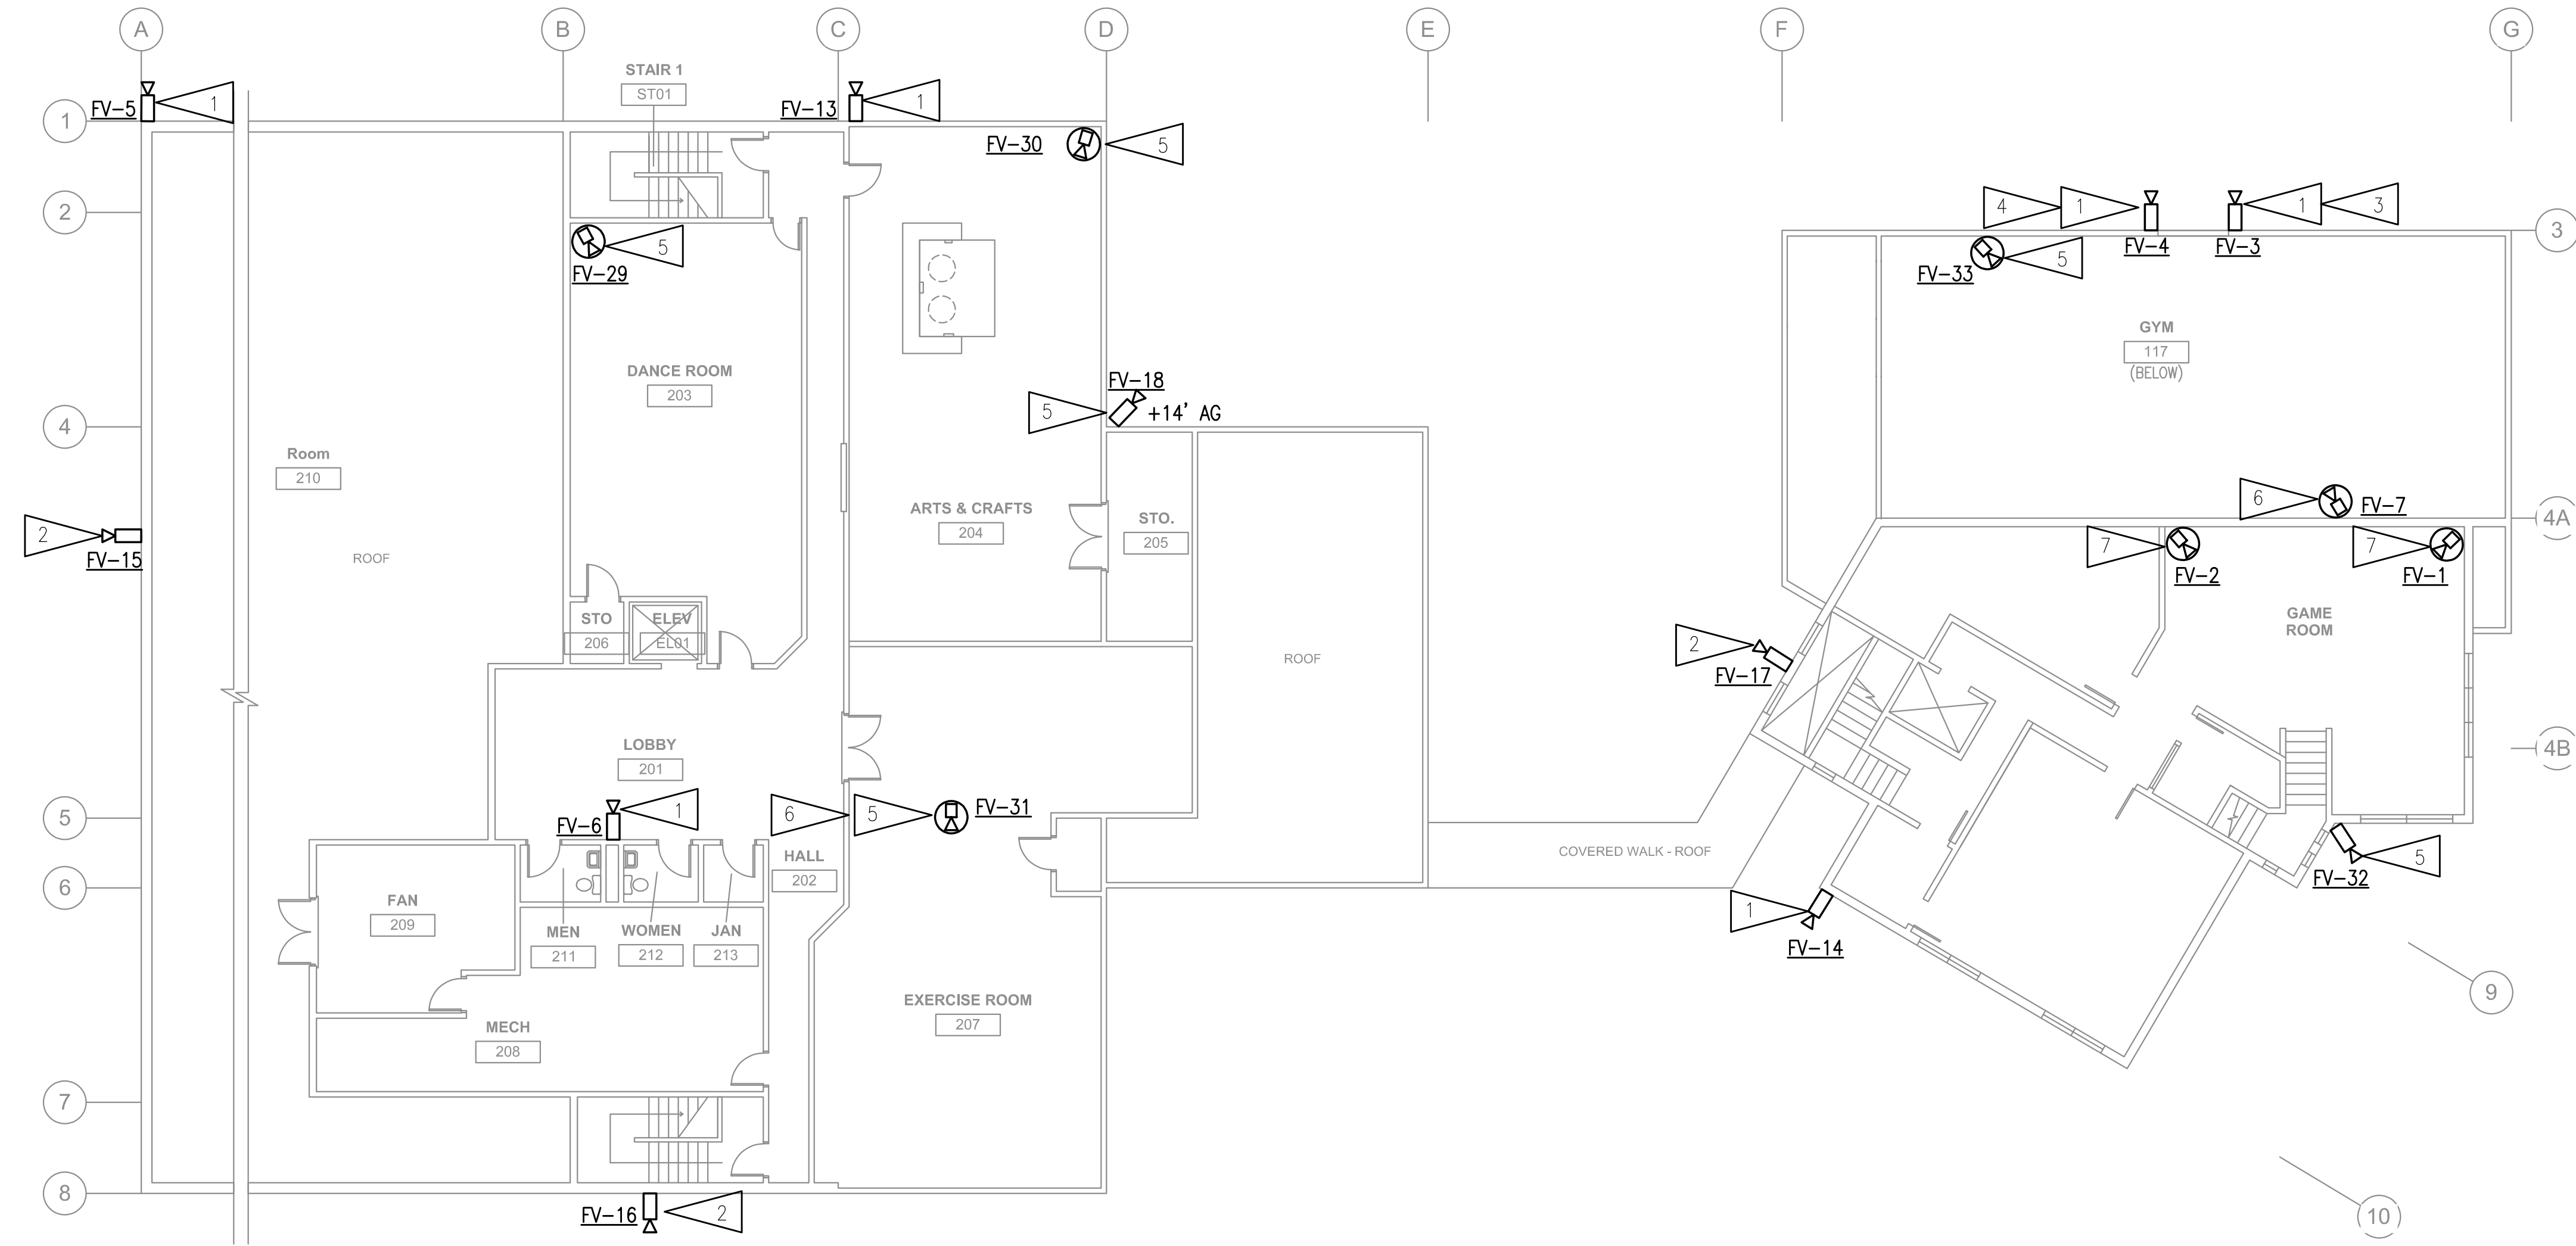 A
B
C
D
E
F
G
STAIR 1
ST01
FV-5
1
FV-13
1
1
FV-30
5
2
4
1
1
3
FV-4
FV-3
3
5
FV-29
FV-33
5
GYM
117
(BELOW)
DANCE ROOM
203
FV-18
5
+14' AG
4
Room
210
ARTS & CRAFTS
204
STO.
205
6
FV-7
4A
2
FV-15
ROOF
7
FV-2
7
FV-1
STO
206
ELEV
EL01
GAME
ROOM
ROOF
2
FV-17
LOBBY
201
4B
5
FV-6
1
6
5
FV-31
COVERED WALK - ROOF
HALL
202
5
FV-32
6
FAN
209
MEN
211
WOMEN
212
JAN
213
1
FV-14
9
EXERCISE ROOM
207
MECH
208
7
8
FV-16
2
10